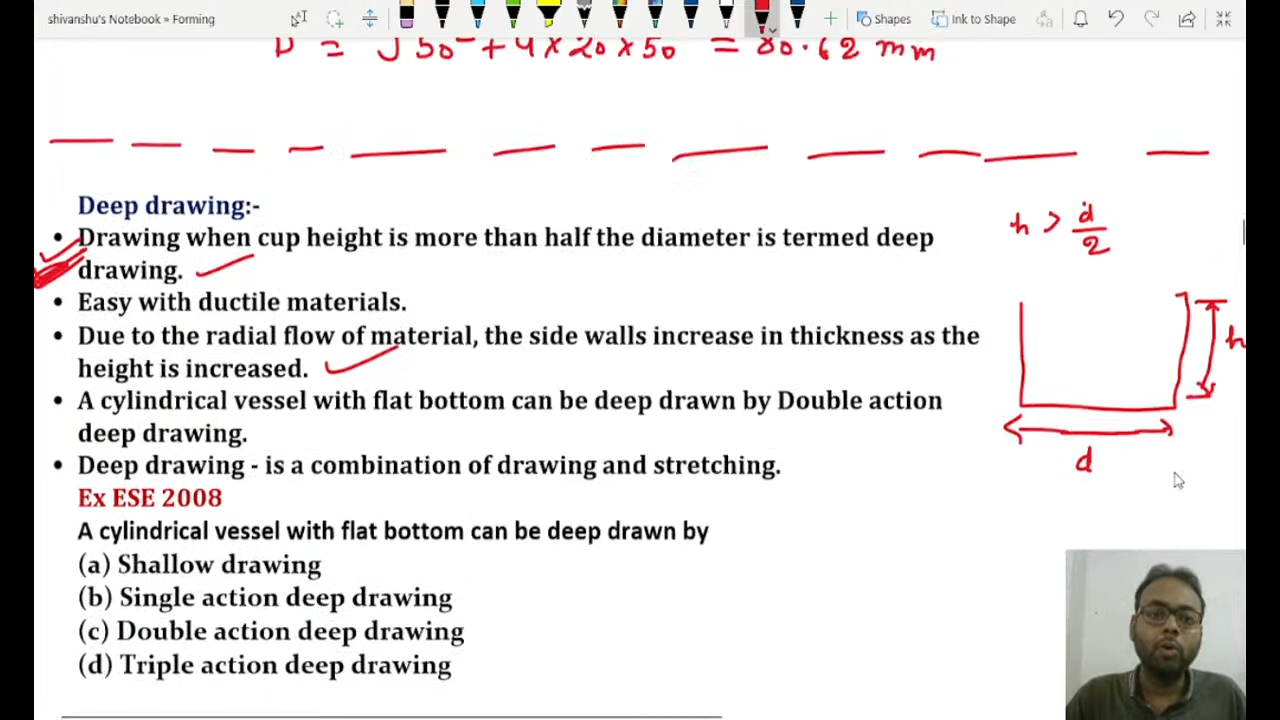 shivanshu's Notebook » Forming
Shapes
Ink to Shape
D = √50² + 4 × 20 × 50 = 80.62 mm
Deep drawing:-
• Drawing when cup height is more than half the diameter is termed deep
drawing.
h > d/2
• Easy with ductile materials.
• Due to the radial flow of material, the side walls increase in thickness as the
height is increased.
h
• A cylindrical vessel with flat bottom can be deep drawn by Double action
deep drawing.
d
• Deep drawing - is a combination of drawing and stretching.
Ex ESE 2008
A cylindrical vessel with flat bottom can be deep drawn by
(a) Shallow drawing
(b) Single action deep drawing
(c) Double action deep drawing
(d) Triple action deep drawing